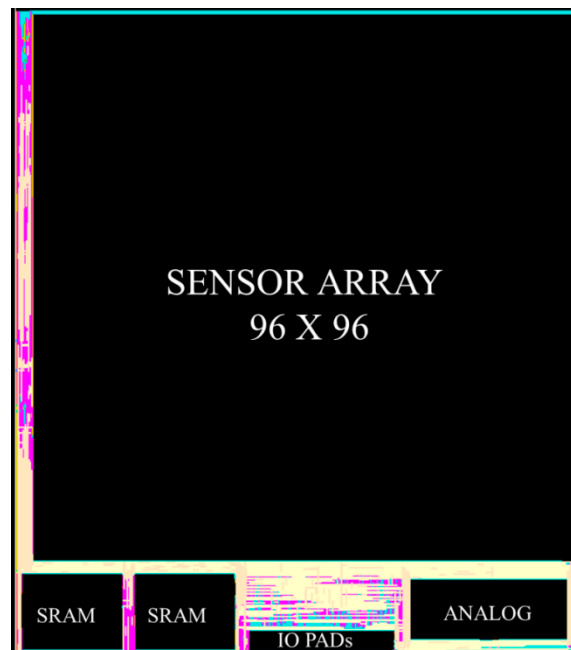 SENSOR ARRAY
96 X 96
SRAM
SRAM
ANALOG
IO PADs